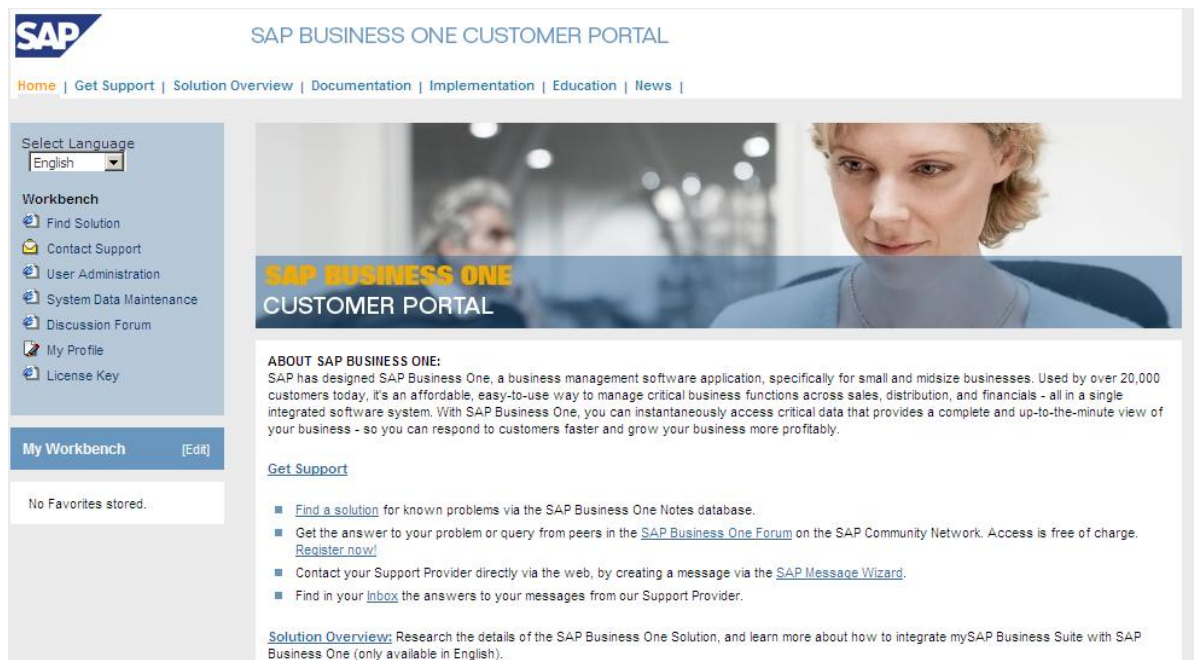 SAP
SAP BUSINESS ONE CUSTOMER PORTAL
Home | Get Support | Solution Overview | Documentation | Implementation | Education | News |
Select Language
English
Workbench
Find Solution
Contact Support
User Administration
System Data Maintenance
Discussion Forum
My Profile
License Key
My Workbench [Edit]
No Favorites stored.
SAP BUSINESS ONE
CUSTOMER PORTAL
ABOUT SAP BUSINESS ONE:
SAP has designed SAP Business One, a business management software application, specifically for small and midsize businesses. Used by over 20,000
customers today, it's an affordable, easy-to-use way to manage critical business functions across sales, distribution, and financials - all in a single
integrated software system. With SAP Business One, you can instantaneously access critical data that provides a complete and up-to-the-minute view of
your business - so you can respond to customers faster and grow your business more profitably.
Get Support
Find a solution for known problems via the SAP Business One Notes database.
Get the answer to your problem or query from peers in the SAP Business One Forum on the SAP Community Network. Access is free of charge.
Register now!
Contact your Support Provider directly via the web, by creating a message via the SAP Message Wizard.
Find in your Inbox the answers to your messages from our Support Provider.
Solution Overview: Research the details of the SAP Business One Solution, and learn more about how to integrate mySAP Business Suite with SAP
Business One (only available in English).